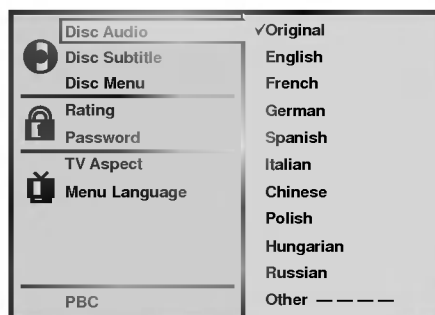 Disc Audio
Disc Subtitle
Disc Menu
Rating
Password
TV Aspect
Menu Language
PBC
✓Original
English
French
German
Spanish
Italian
Chinese
Polish
Hungarian
Russian
Other — — — —